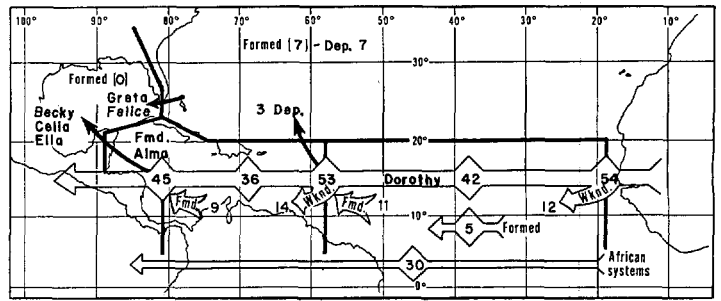 100° 90° 80° 70° 60° 50° 40° 30° 20° 10° 0°
Formed (7) - Dep. 7
30°
Formed (0)
Greta
Felice
Becky
Celia
Ella
Fmd.
Alma
3 Dep.
20°
45 36 53 Dorothy 42 54
Fmd. 9 14 Wknd. Fmd. 11 12 Wknd.
10°
5 Formed
African
systems
30
0°